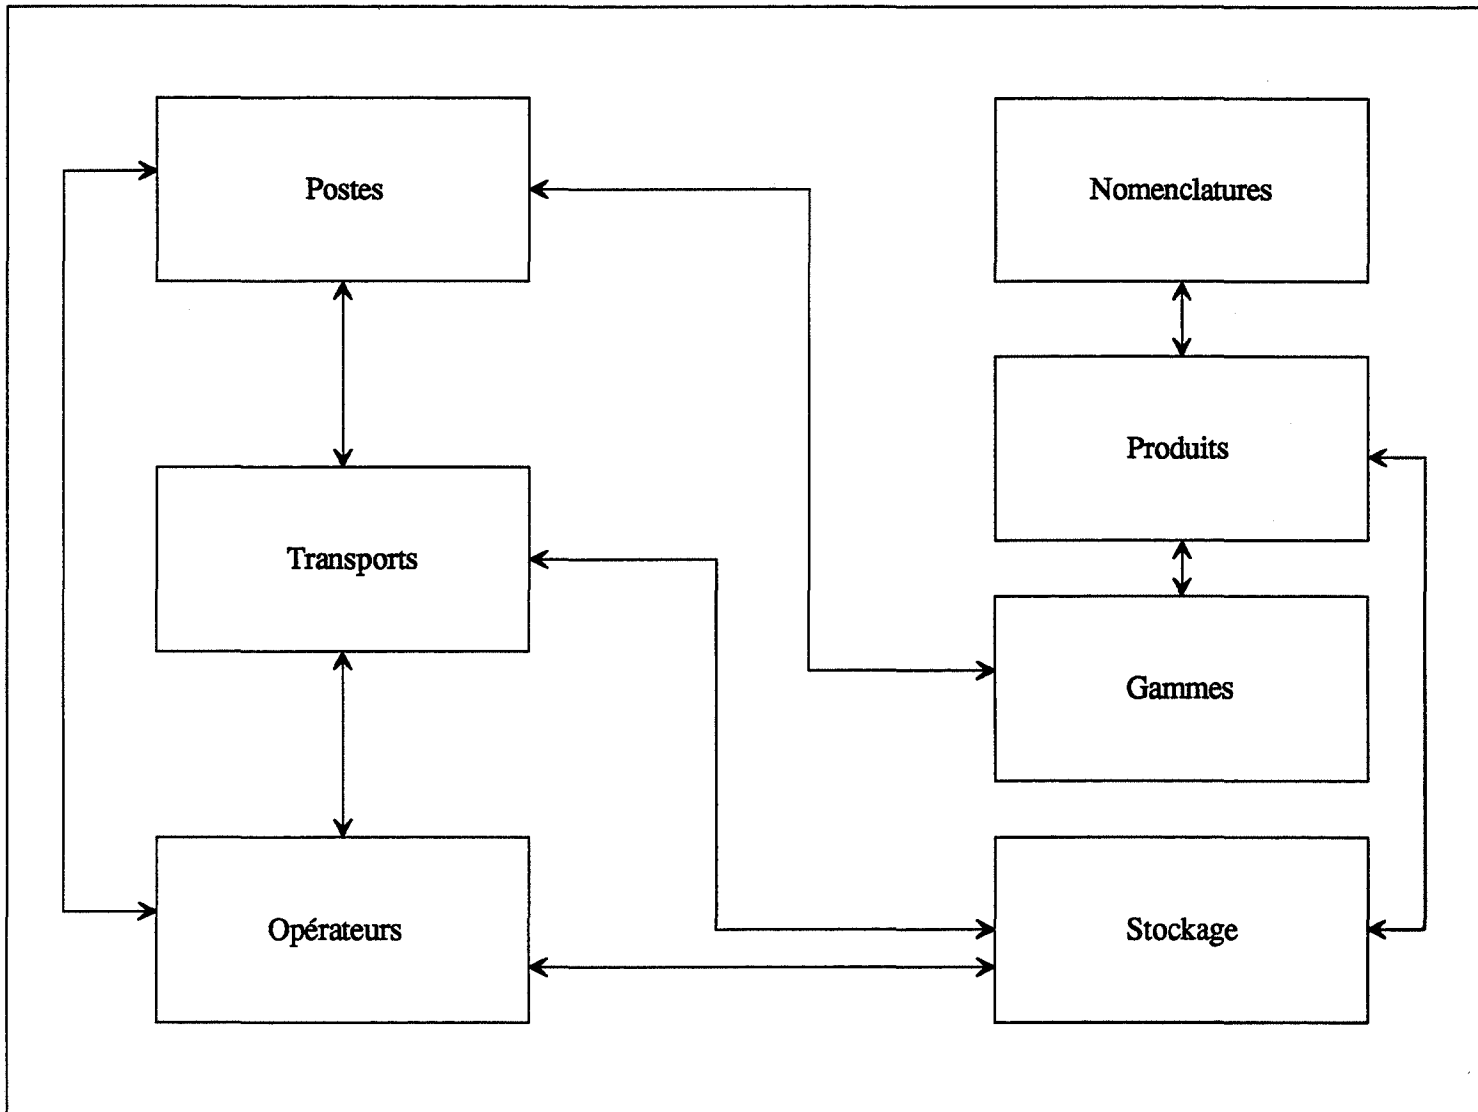 Postes
Nomenclatures
Produits
Transports
Gammes
Opérateurs
Stockage